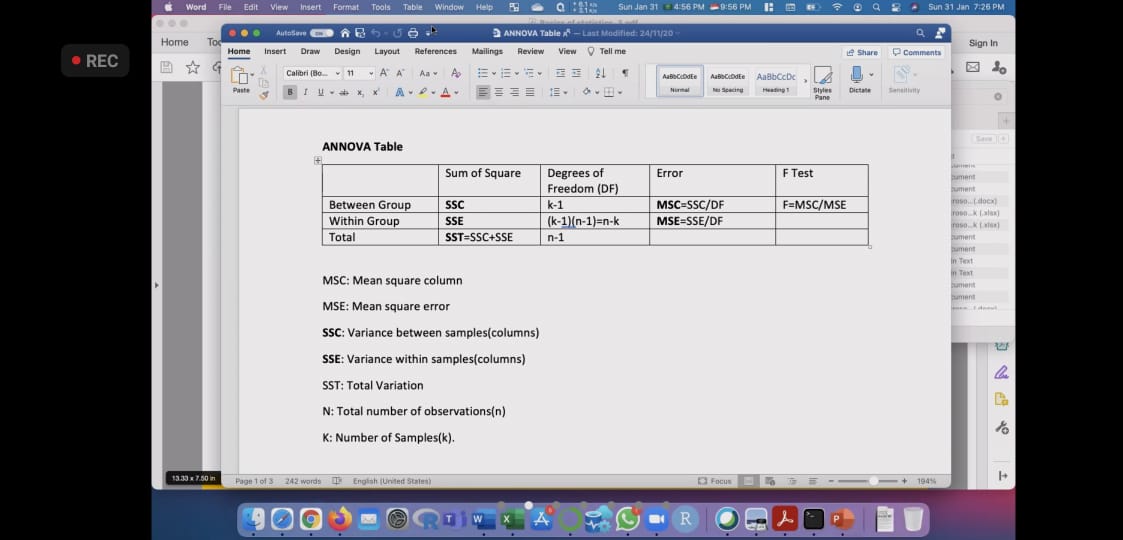 Word File Edit View Insert Format Tools Table Window Help Sun Jan 31 4:56 PM 9:56 PM Sun 31 Jan 7:26 PM
REC
AutoSave ANNOVA Table — Last Modified: 24/11/20
Home Insert Draw Design Layout References Mailings Review View Tell me Share Comments
Home Sign In
Calibri (Bo... 11
Paste
AaBbCcDdEe AaBbCcDdEe AaBbCcDc
Normal No Spacing Heading 1 Styles Pane Dictate Sensitivity
Save
ANNOVA Table
Sum of Square Degrees of Freedom (DF) Error F Test
Between Group SSC k-1 MSC=SSC/DF F=MSC/MSE
Within Group SSE (k-1)(n-1)=n-k MSE=SSE/DF
Total SST=SSC+SSE n-1
MSC: Mean square column
MSE: Mean square error
SSC: Variance between samples(columns)
SSE: Variance within samples(columns)
SST: Total Variation
N: Total number of observations(n)
K: Number of Samples(k).
13.33 x 7.50 in
Page 1 of 3 242 words English (United States) Focus 194%